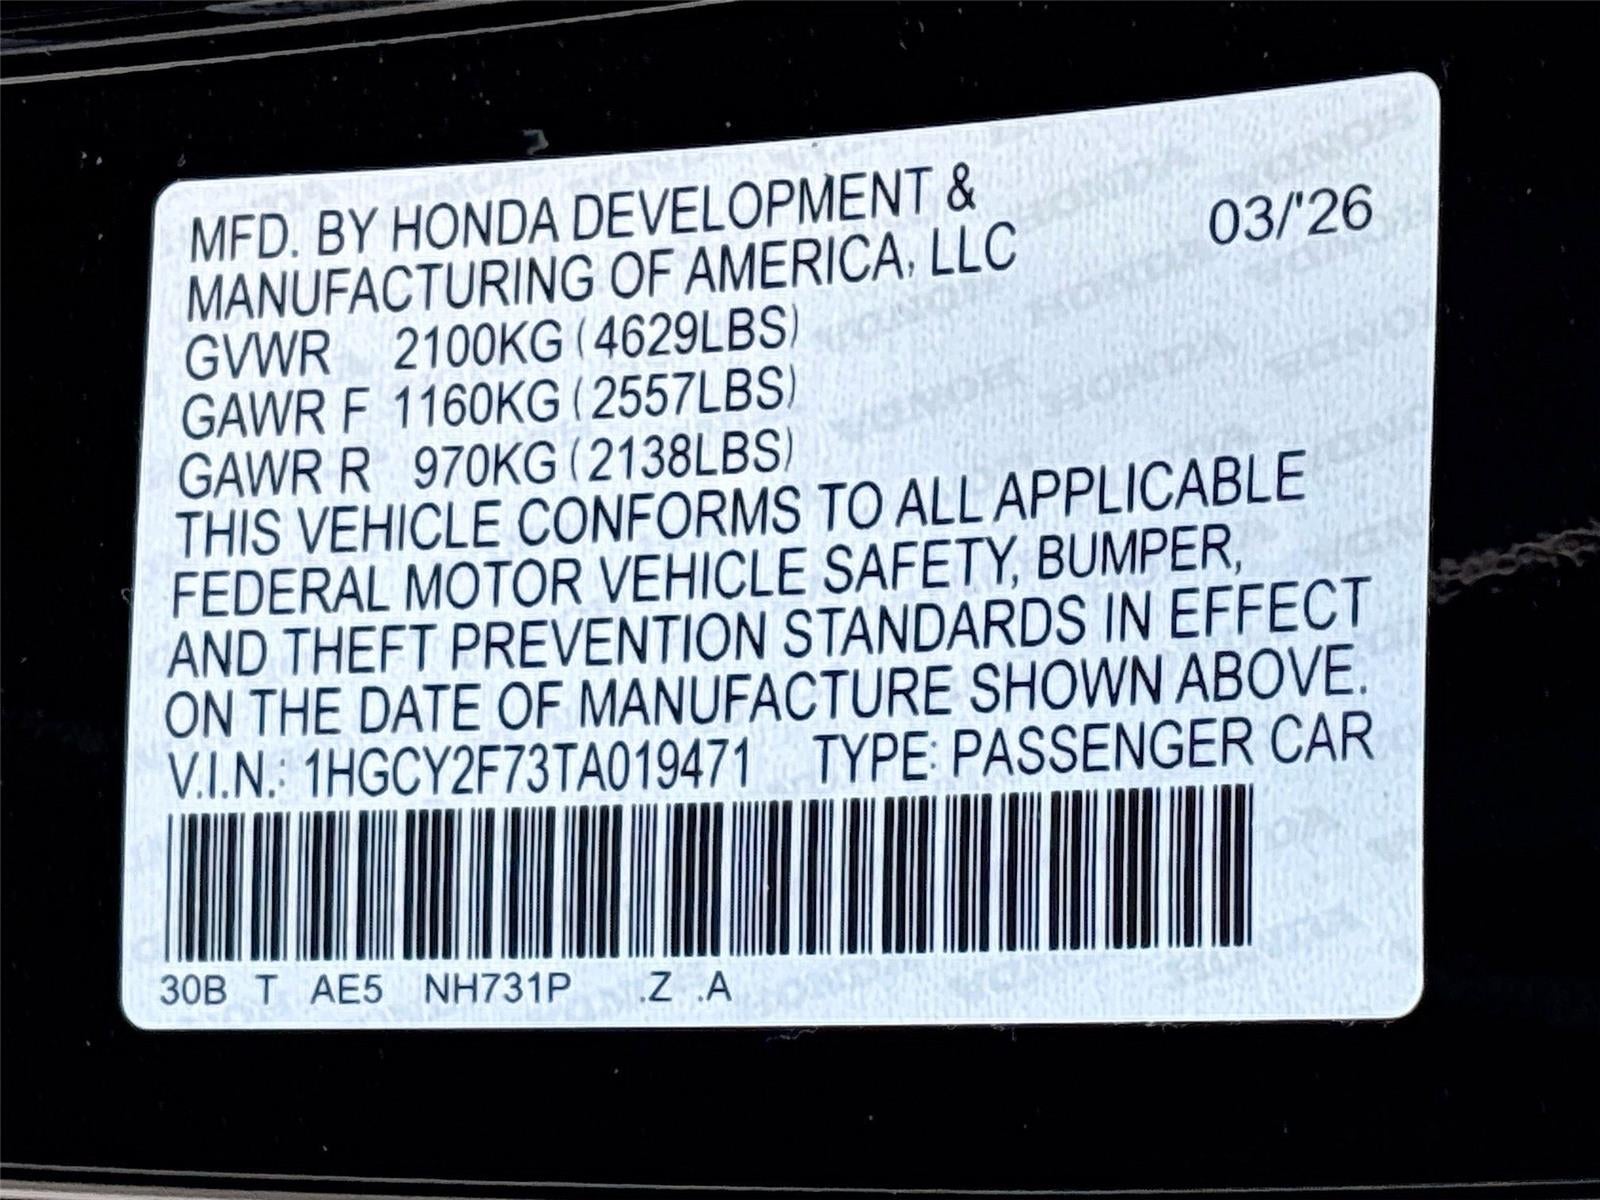 MFD. BY HONDA DEVELOPMENT &
MANUFACTURING OF AMERICA, LLC
03/'26
GVWR 2100KG (4629LBS)
GAWR F 1160KG (2557LBS)
GAWR R 970KG (2138LBS)
THIS VEHICLE CONFORMS TO ALL APPLICABLE
FEDERAL MOTOR VEHICLE SAFETY, BUMPER,
AND THEFT PREVENTION STANDARDS IN EFFECT
ON THE DATE OF MANUFACTURE SHOWN ABOVE.
V.I.N.: 1HGCY2F73TA019471 TYPE: PASSENGER CAR
30B T AE5 NH731P .Z .A